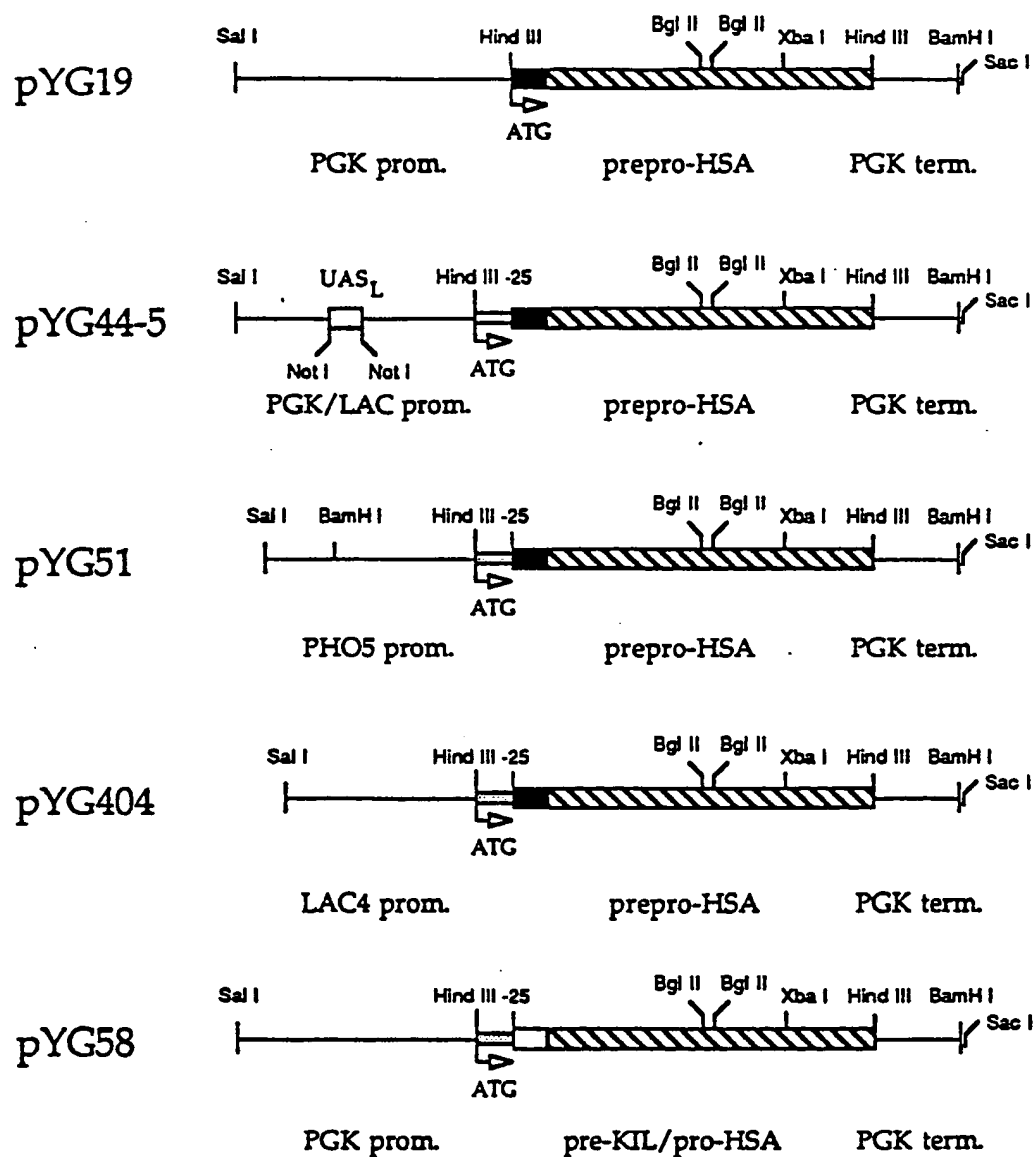 Sal I Hind III Bgl II Bgl II Xba I Hind III BamH I
Sac I
pYG19
ATG
PGK prom. prepro-HSA PGK term.
Sal I UAS L Hind III -25 Bgl II Bgl II Xba I Hind III BamH I
Sac I
pYG44-5
Not I Not I ATG
PGK/LAC prom. prepro-HSA PGK term.
Sal I BamH I Hind III -25 Bgl II Bgl II Xba I Hind III BamH I
Sac I
pYG51
ATG
PHO5 prom. prepro-HSA PGK term.
Sal I Hind III -25 Bgl II Bgl II Xba I Hind III BamH I
Sac I
pYG404
ATG
LAC4 prom. prepro-HSA PGK term.
Sal I Hind III -25 Bgl II Bgl II Xba I Hind III BamH I
Sac I
pYG58
ATG
PGK prom. pre-KIL/pro-HSA PGK term.